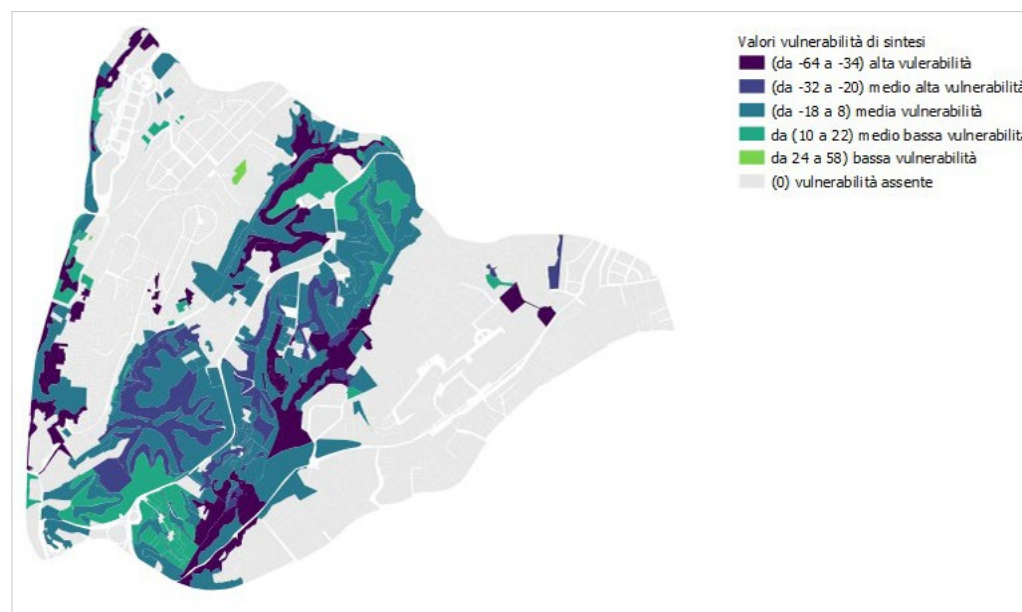 Valori vulnerabilità di sintesi
(da -64 a -34) alta vulerabilità
(da -32 a -20) medio alta vulnerabilità
(da -18 a 8) media vulnerabilità
da (10 a 22) medio bassa vulnerabilita
da 24 a 58) bassa vulnerabilità
(0) vulnerabilità assente